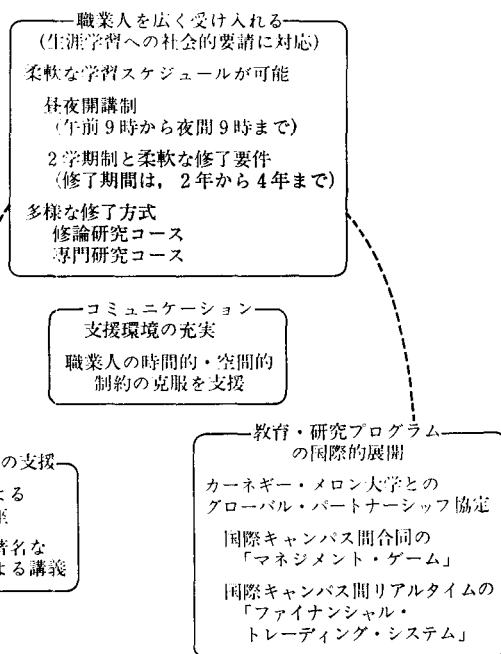 職業人を広く受け入れる
(生涯学習への社会的要請に対応)
柔軟な学習スケジュールが可能
昼夜開講制
(午前9時から夜間9時まで)
2学期制と柔軟な修了要件
(修了期間は,2年から4年まで)
多様な修了方式
修論研究コース
専門研究コース
コミュニケーション
支援環境の充実
職業人の時間的・空間的
制約の克服を支援
の支援
よる
著名な
よる講義
教育・研究プログラム
の国際的展開
カーネギー・メロン大学との
グローバル・パートナーシップ協定
国際キャンパス間合同の
「マネジメント・ゲーム」
国際キャンパス間リアルタイムの
「ファイナンシャル・
トレーディング・システム」